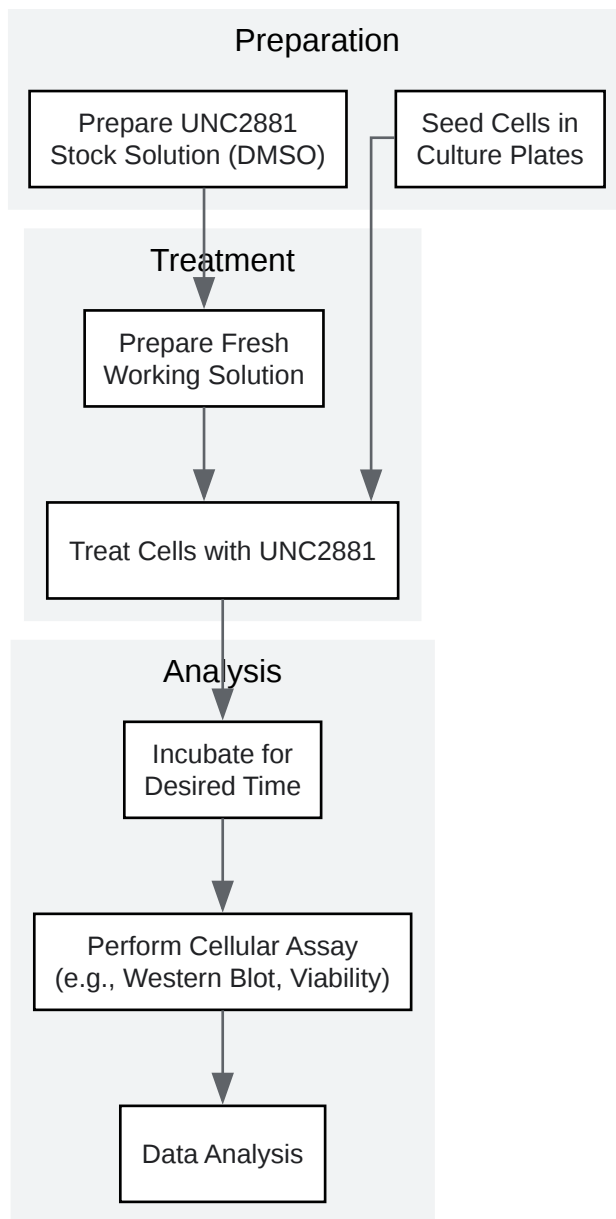 Preparation
Prepare UNC2881
Stock Solution (DMSO)
Seed Cells in
Culture Plates
Treatment
Prepare Fresh
Working Solution
Treat Cells with UNC2881
Analysis
Incubate for
Desired Time
Perform Cellular Assay
(e.g., Western Blot, Viability)
Data Analysis